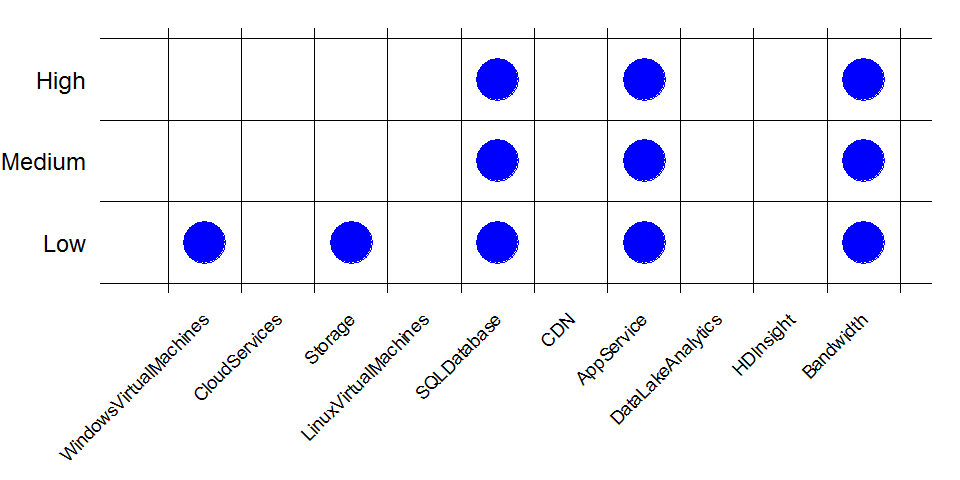 High
Medium
Low
WindowsVirtualMachines
CloudServices
Storage
LinuxVirtualMachines
SQLDatabase
CDN
AppService
DataLakeAnalytics
HDInsight
Bandwidth